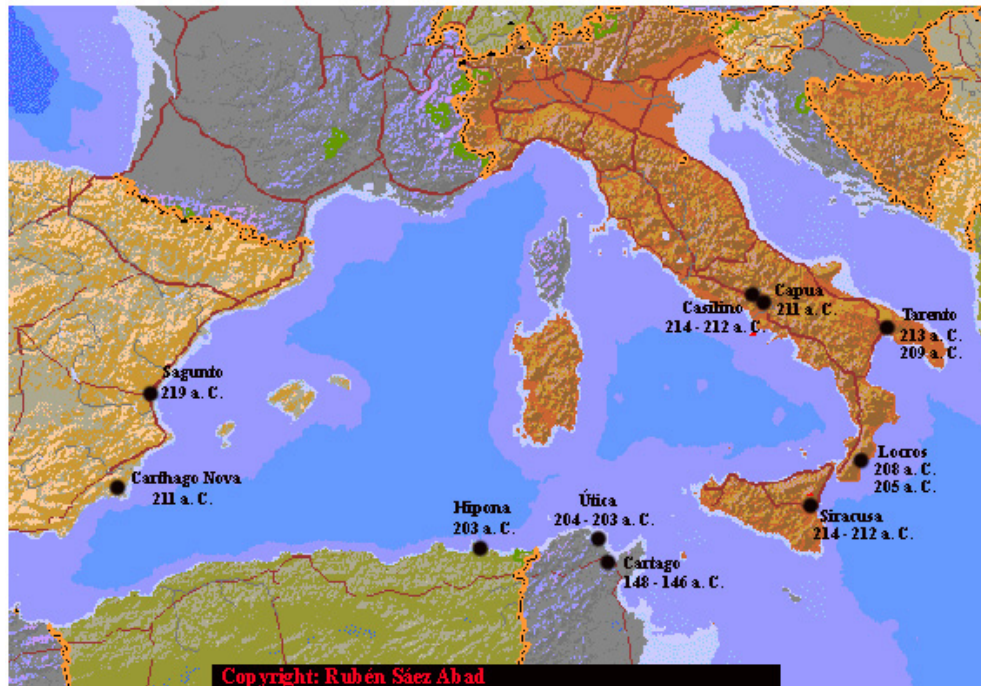 Capua
211 a. C.
Casilino
214 - 212 a. C.
Tarento
213 a. C.
209 a. C.
Sagunto
219 a. C.
Locros
208 a. C.
205 a. C.
Carthago Nova
211 a. C.
Hipona
203 a. C.
Útica
204 - 203 a. C.
Siracusa
214 - 212 a. C.
Cartago
148 - 146 a. C.
Copyright: Rubén Sáez Abad